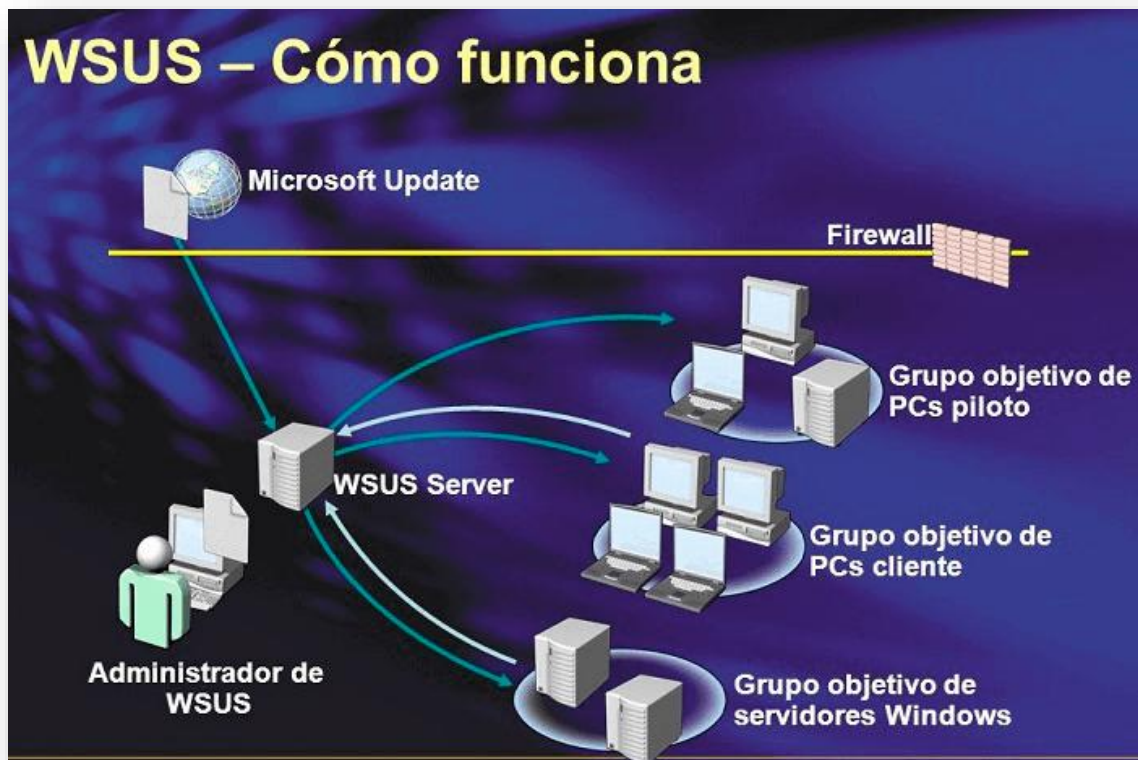 WSUS – Cómo funciona
Microsoft Update
Firewall
Grupo objetivo de
PCs piloto
WSUS Server
Grupo objetivo de
PCs cliente
Administrador de
WSUS
Grupo objetivo de
servidores Windows